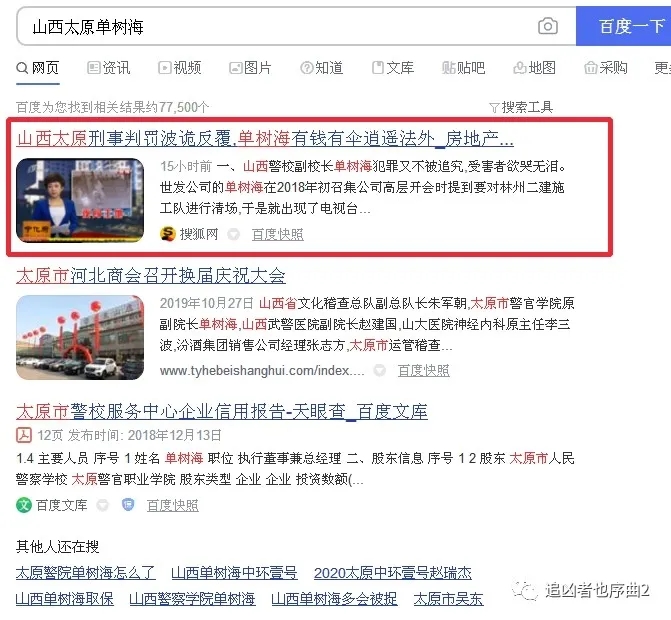 山西太原单树海
百度一下
网页 资讯 视频 图片 知道 文库 贴吧 地图 采购 更
百度为您找到相关结果约77,500个 搜索工具
山西太原刑事判罚波诡反覆,单树海有钱有伞逍遥法外_房地产...
15小时前 一、山西警校副校长单树海犯罪又不被追究,受害者欲哭无泪。
世发公司的单树海在2018年初召集公司高层开会时提到要对林州二建施
工队进行清场,于是就出现了电视台...
搜狐网 百度快照
太原市河北商会召开换届庆祝大会
2019年10月27日 山西省文化稽查总队副总队长朱军朝,太原市警官学院原
副院长单树海,山西武警医院副院长赵建国,山大医院神经内科原主任李三
波,汾酒集团销售公司经理张志方,太原市运管稽查...
www.tyhebeishanghui.com/index.... 百度快照
太原市警校服务中心企业信用报告-天眼查_百度文库
12页 发布时间: 2018年12月13日
1.4 主要人员 序号 1 姓名 单树海 职位 执行董事兼总经理 二、股东信息 序号 1 2 股东 太原市人民
警察学校 太原警官职业学院 股东类型 企业 企业 投资数额(...
百度文库 百度快照
其他人还在搜
太原警院单树海怎么了 山西单树海中环壹号 2020太原中环壹号赵瑞杰
山西单树海取保 山西警察学院单树海 山西单树海多会被捉 太原市吴东
追凶者也序曲2